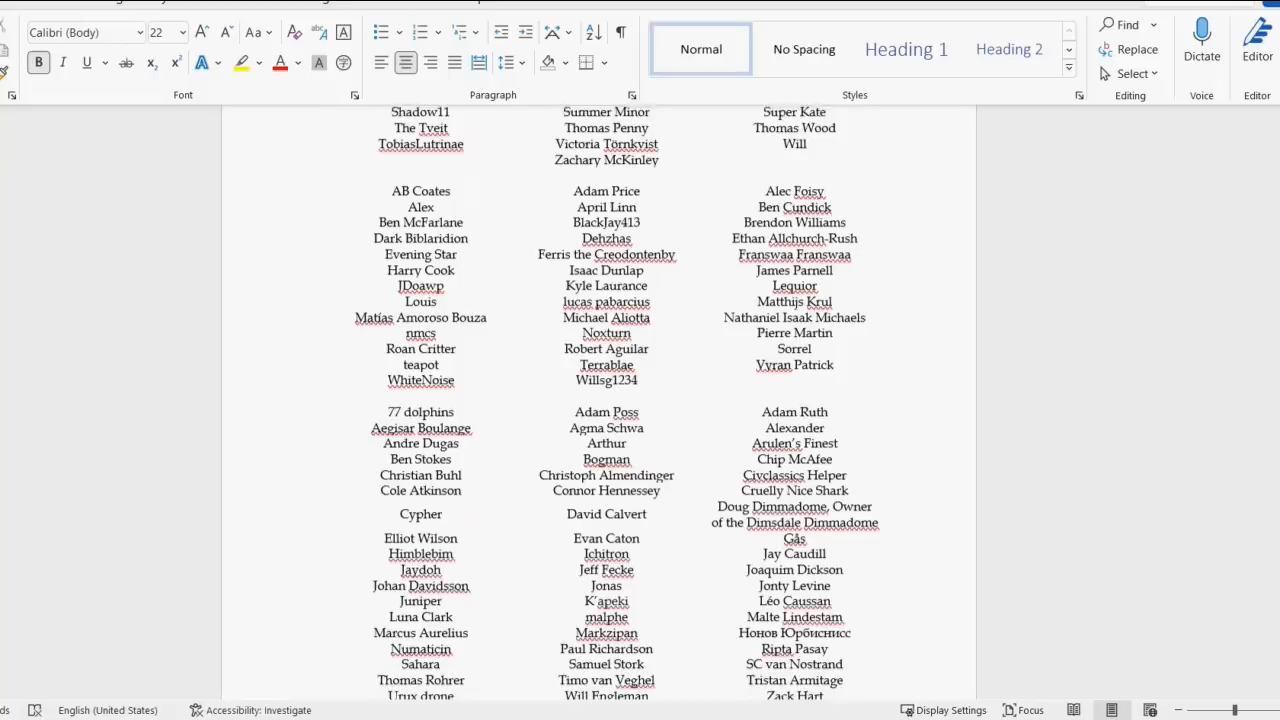 Calibri (Body) 22 Aa
Normal No Spacing Heading 1 Heading 2
Find
Replace
Select
Dictate
Editor
Font Paragraph Styles Editing Voice Editor
Shadow11 Summer Minor Super Kate
The Tveit Thomas Penny Thomas Wood
TobiasLutrinae Victoria Törnkvist Will
Zachary McKinley
AB Coates Adam Price Alec Foisy
Alex April Linn Ben Cundick
Ben McFarlane BlackJay413 Brendon Williams
Dark Biblaridion Dehzhas Ethan Allchurch-Rush
Evening Star Ferris the Creodontenby Franswaa Franswaa
Harry Cook Isaac Dunlap James Parnell
JDoawp Kyle Laurance Lequior
Louis lucas pabarcius Matthijs Krul
Matías Amoroso Bouza Michael Aliotta Nathaniel Isaak Michaels
nmcs Noxturn Pierre Martin
Roan Critter Robert Aguilar Sorrel
teapot Terrablae Vyran Patrick
WhiteNoise Willsg1234
77 dolphins Adam Poss Adam Ruth
Aegisar Boulange Agma Schwa Alexander
Andre Dugas Arthur Arulen’s Finest
Ben Stokes Bogman Chip McAfee
Christian Buhl Christoph Almendinger Civclassics Helper
Cole Atkinson Connor Hennessey Cruelly Nice Shark
Cypher David Calvert Doug Dimmadome, Owner
of the Dimsdale Dimmadome
Elliot Wilson Evan Caton Gås
Himblebim Ichitron Jay Caudill
Jaydoh Jeff Fecke Joaquim Dickson
Johan Davidsson Jonas Jonty Levine
Juniper K’apeki Léo Caussan
Luna Clark malphe Malte Lindestam
Marcus Aurelius Markzipan Нонов Юрбиснисс
Numaticin Paul Richardson Ripta Pasay
Sahara Samuel Stork SC van Nostrand
Thomas Rohrer Timo van Veghel Tristan Armitage
Urux drone Will Engleman Zack Hart
ds English (United States) Accessibility: Investigate Display Settings Focus